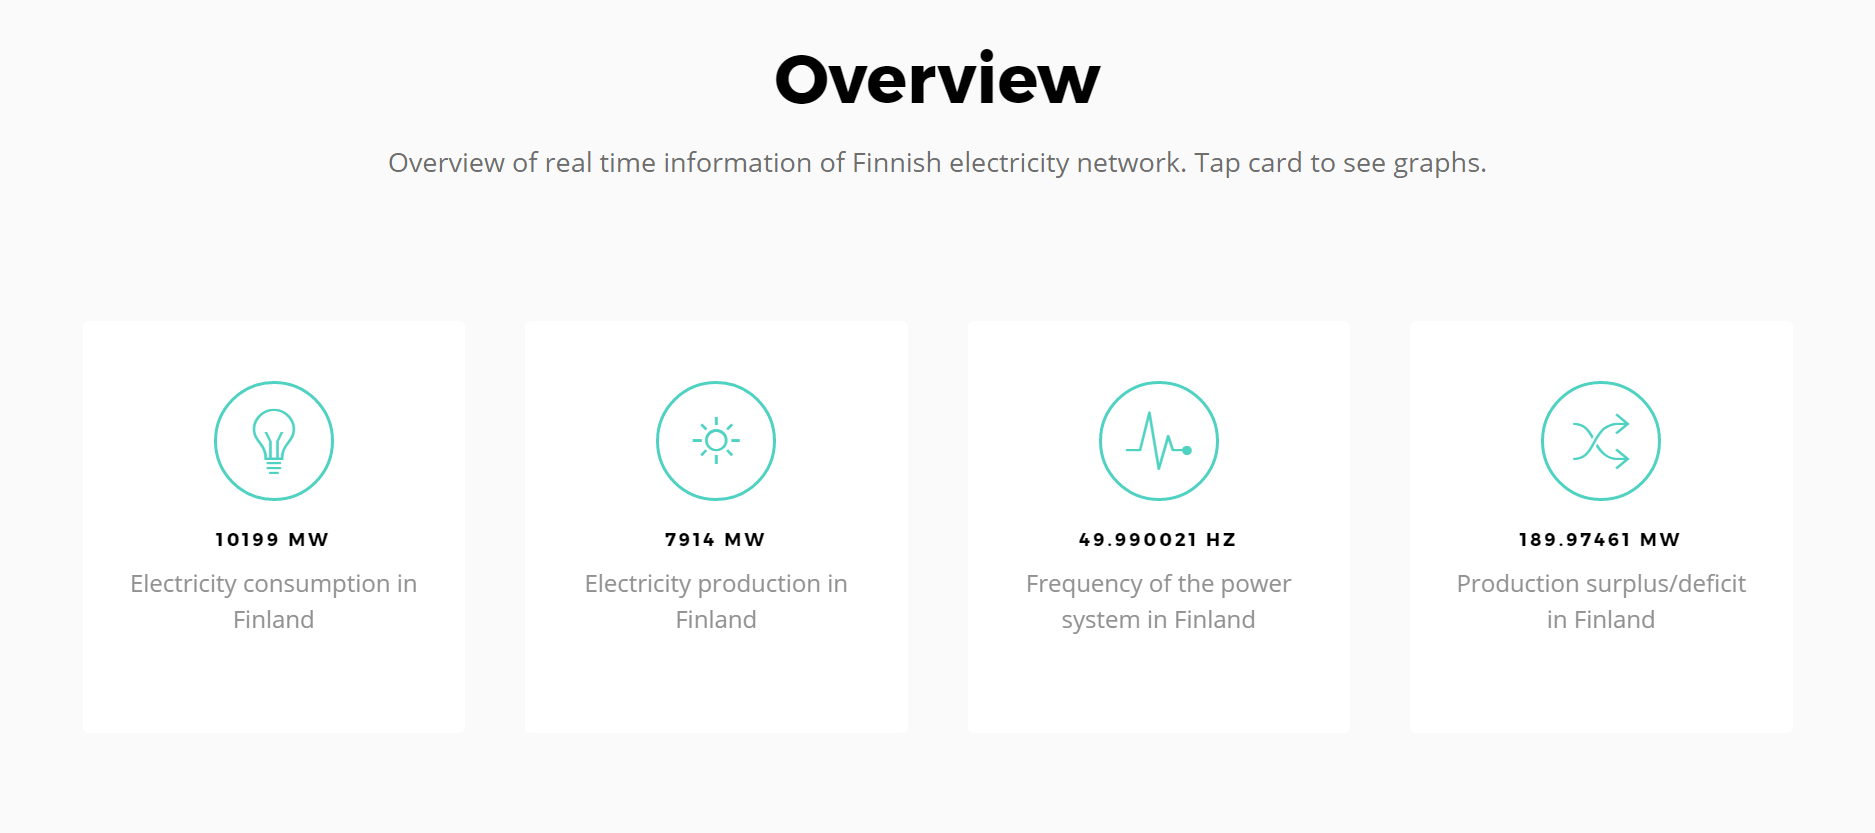 Overview
Overview of real time information of Finnish electricity network. Tap card to see graphs.
10199 MW
Electricity consumption in
Finland
7914 MW
Electricity production in
Finland
49.990021 HZ
Frequency of the power
system in Finland
189.97461 MW
Production surplus/deficit
in Finland